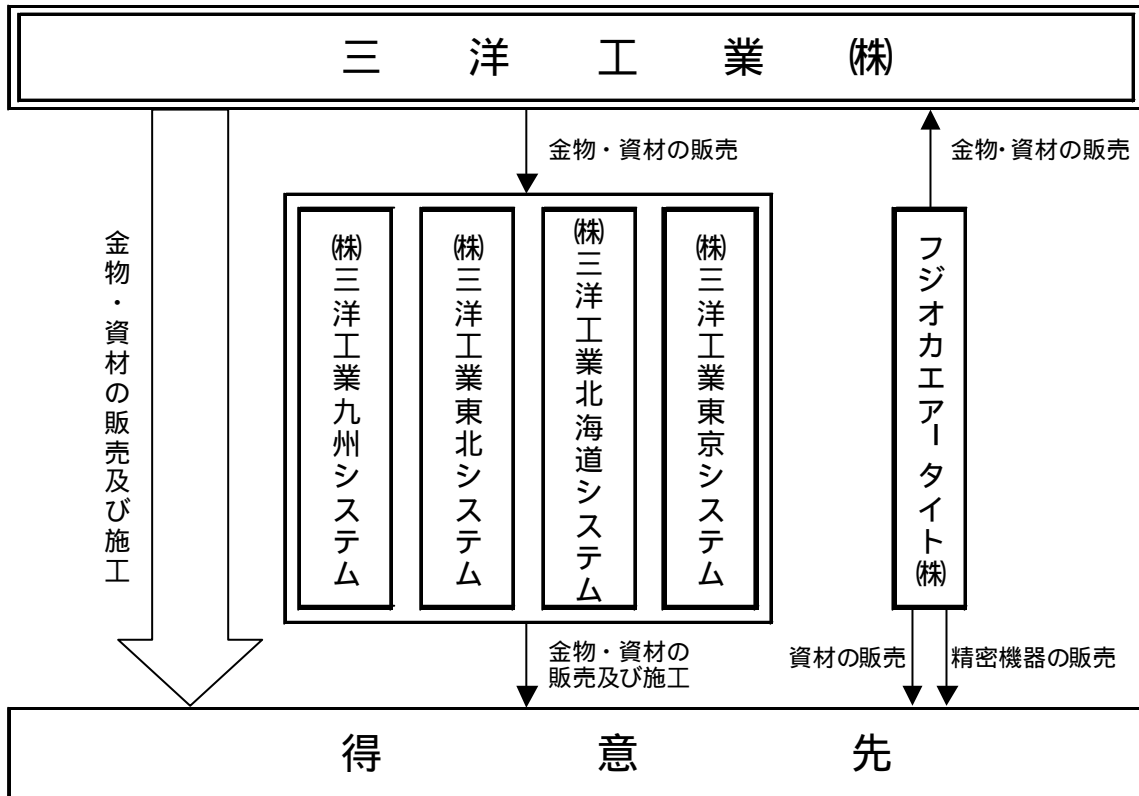 三洋工業㈱
金物・資材の販売
金物・資材の販売
金物・資材の販売及び施工
㈱三洋工業九州システム
㈱三洋工業東北システム
㈱三洋工業北海道システム
㈱三洋工業東京システム
フジオカエアータイト㈱
金物・資材の
販売及び施工
資材の販売
精密機器の販売
得意先